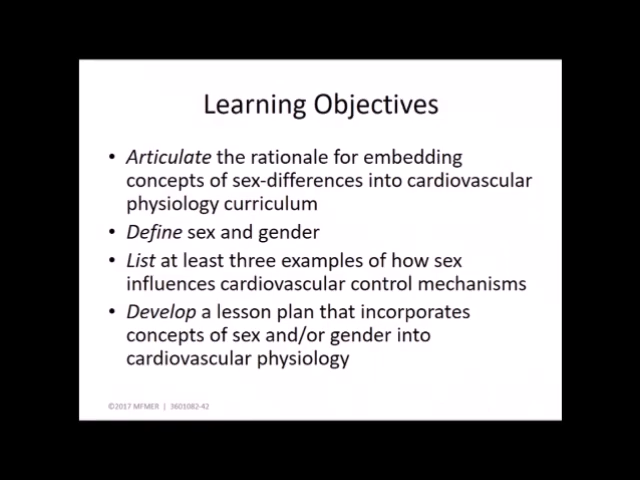 Learning Objectives
• Articulate the rationale for embedding
concepts of sex-differences into cardiovascular
physiology curriculum
• Define sex and gender
• List at least three examples of how sex
influences cardiovascular control mechanisms
• Develop a lesson plan that incorporates
concepts of sex and/or gender into
cardiovascular physiology
©2017 MFMER | 3601082-42